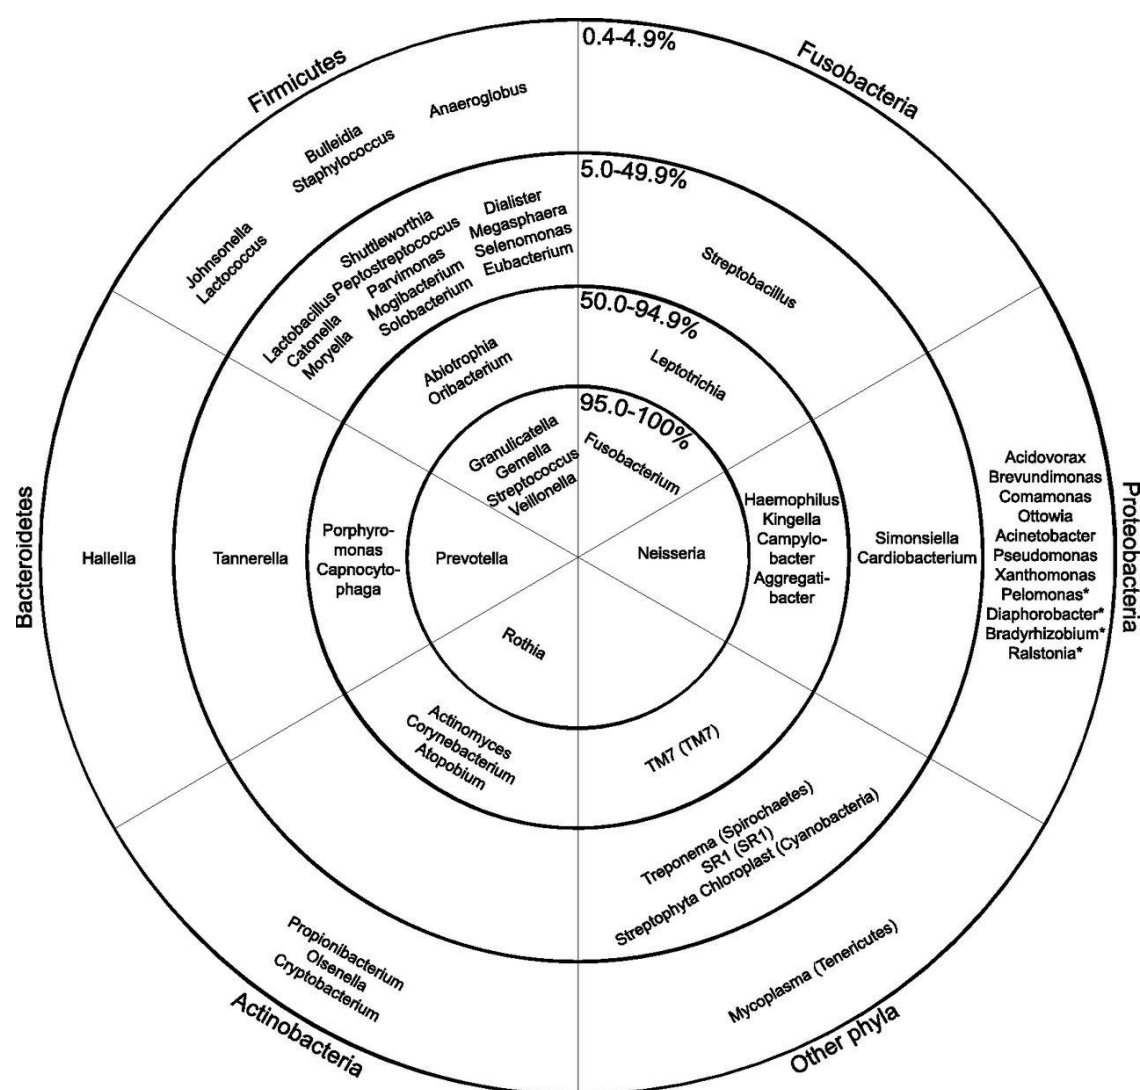 Firmicutes
Anaeroglobus
Bulleidia
Staphylococcus
Johnsonella
Lactococcus
Shuttleworthia
Peptostreptococcus
Parvimonas
Mogibacterium
Solobacterium
Dialister
Megasphaera
Selenomonas
Eubacterium
Lactobacillus
Catonella
Moryella
Abiotrophia
Oribacterium
Granulicatella
Gemella
Streptococcus
Veillonella
0.4-4.9%
5.0-49.9%
50.0-94.9%
95.0-100%
Fusobacteria
Streptobacillus
Leptotrichia
Fusobacterium
Bacteroidetes
Hallella
Tannerella
Porphyro-
monas
Capnocyto-
phaga
Prevotella
Neisseria
Haemophilus
Kingella
Campylo-
bacter
Aggregati-
bacter
Simonsiella
Cardiobacterium
Acidovorax
Brevundimonas
Comamonas
Ottowia
Acinetobacter
Pseudomonas
Xanthomonas
Pelomonas*
Diaphorobacter*
Bradyrhizobium*
Ralstonia*
Proteobacteria
Rothia
Actinomyces
Corynebacterium
Atopobium
Propionibacterium
Olsenella
Cryptobacterium
Actinobacteria
TM7 (TM7)
Treponema (Spirochaetes)
SR1 (SR1)
Streptophyta Chloroplast (Cyanobacteria)
Mycoplasma (Tenericutes)
Other phyla